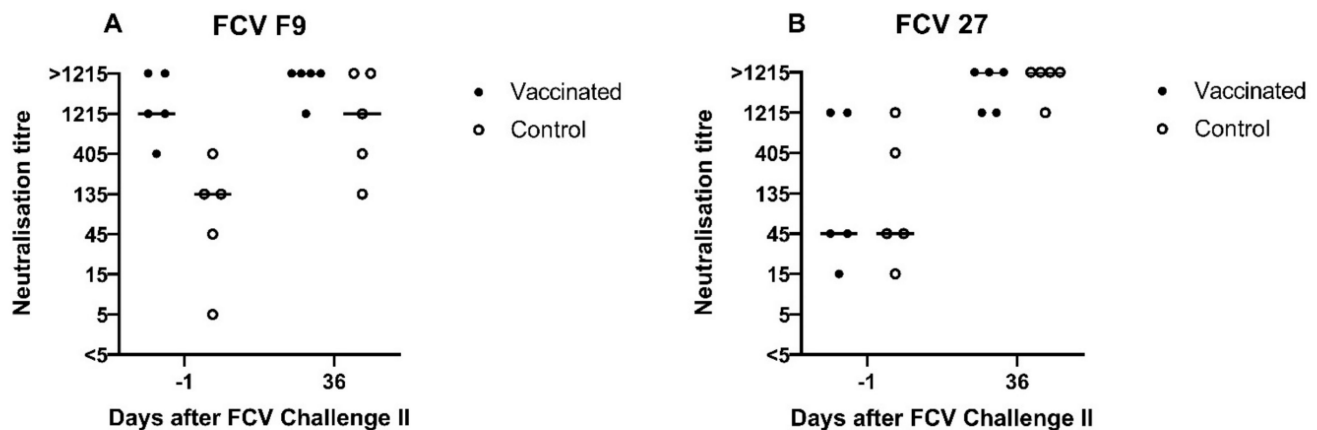 A FCV F9
>1215
1215
405
135
45
15
5
<5
Neutralisation titre
-1 36
Days after FCV Challenge II
Vaccinated
Control
B FCV 27
>1215
1215
405
135
45
15
5
<5
Neutralisation titre
-1 36
Days after FCV Challenge II
Vaccinated
Control